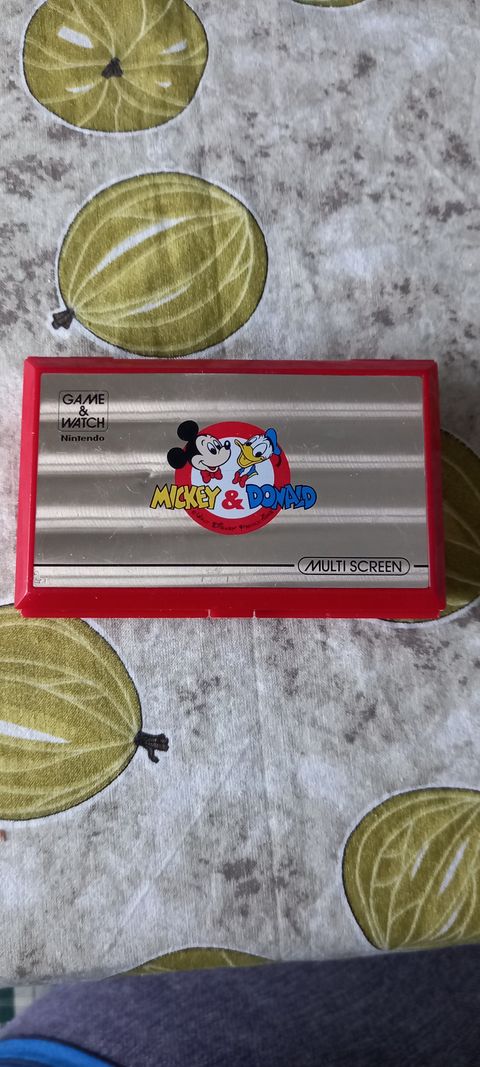 GAME
&
WATCH
Nintendo
MICKEY & DONALD
MULTI SCREEN